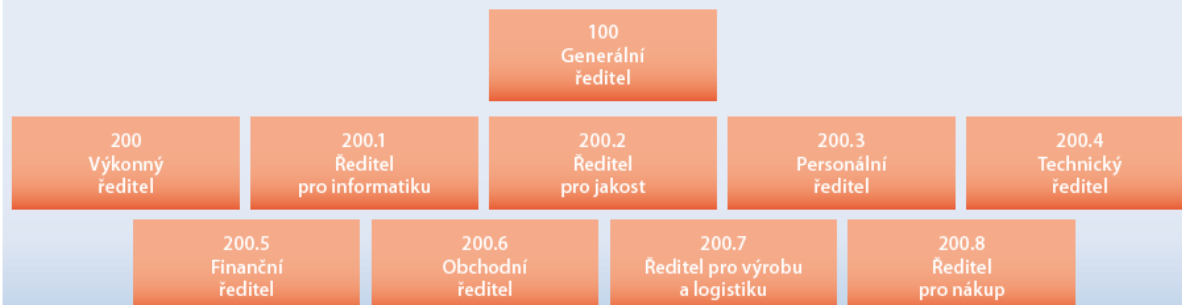 100
Generální
ředitel
200
Výkonný
ředitel
200.1
Ředitel
pro informatiku
200.2
Ředitel
pro jakost
200.3
Personální
ředitel
200.4
Technický
ředitel
200.5
Finanční
ředitel
200.6
Obchodní
ředitel
200.7
Ředitel pro výrobu
a logistiku
200.8
Ředitel
pro nákup